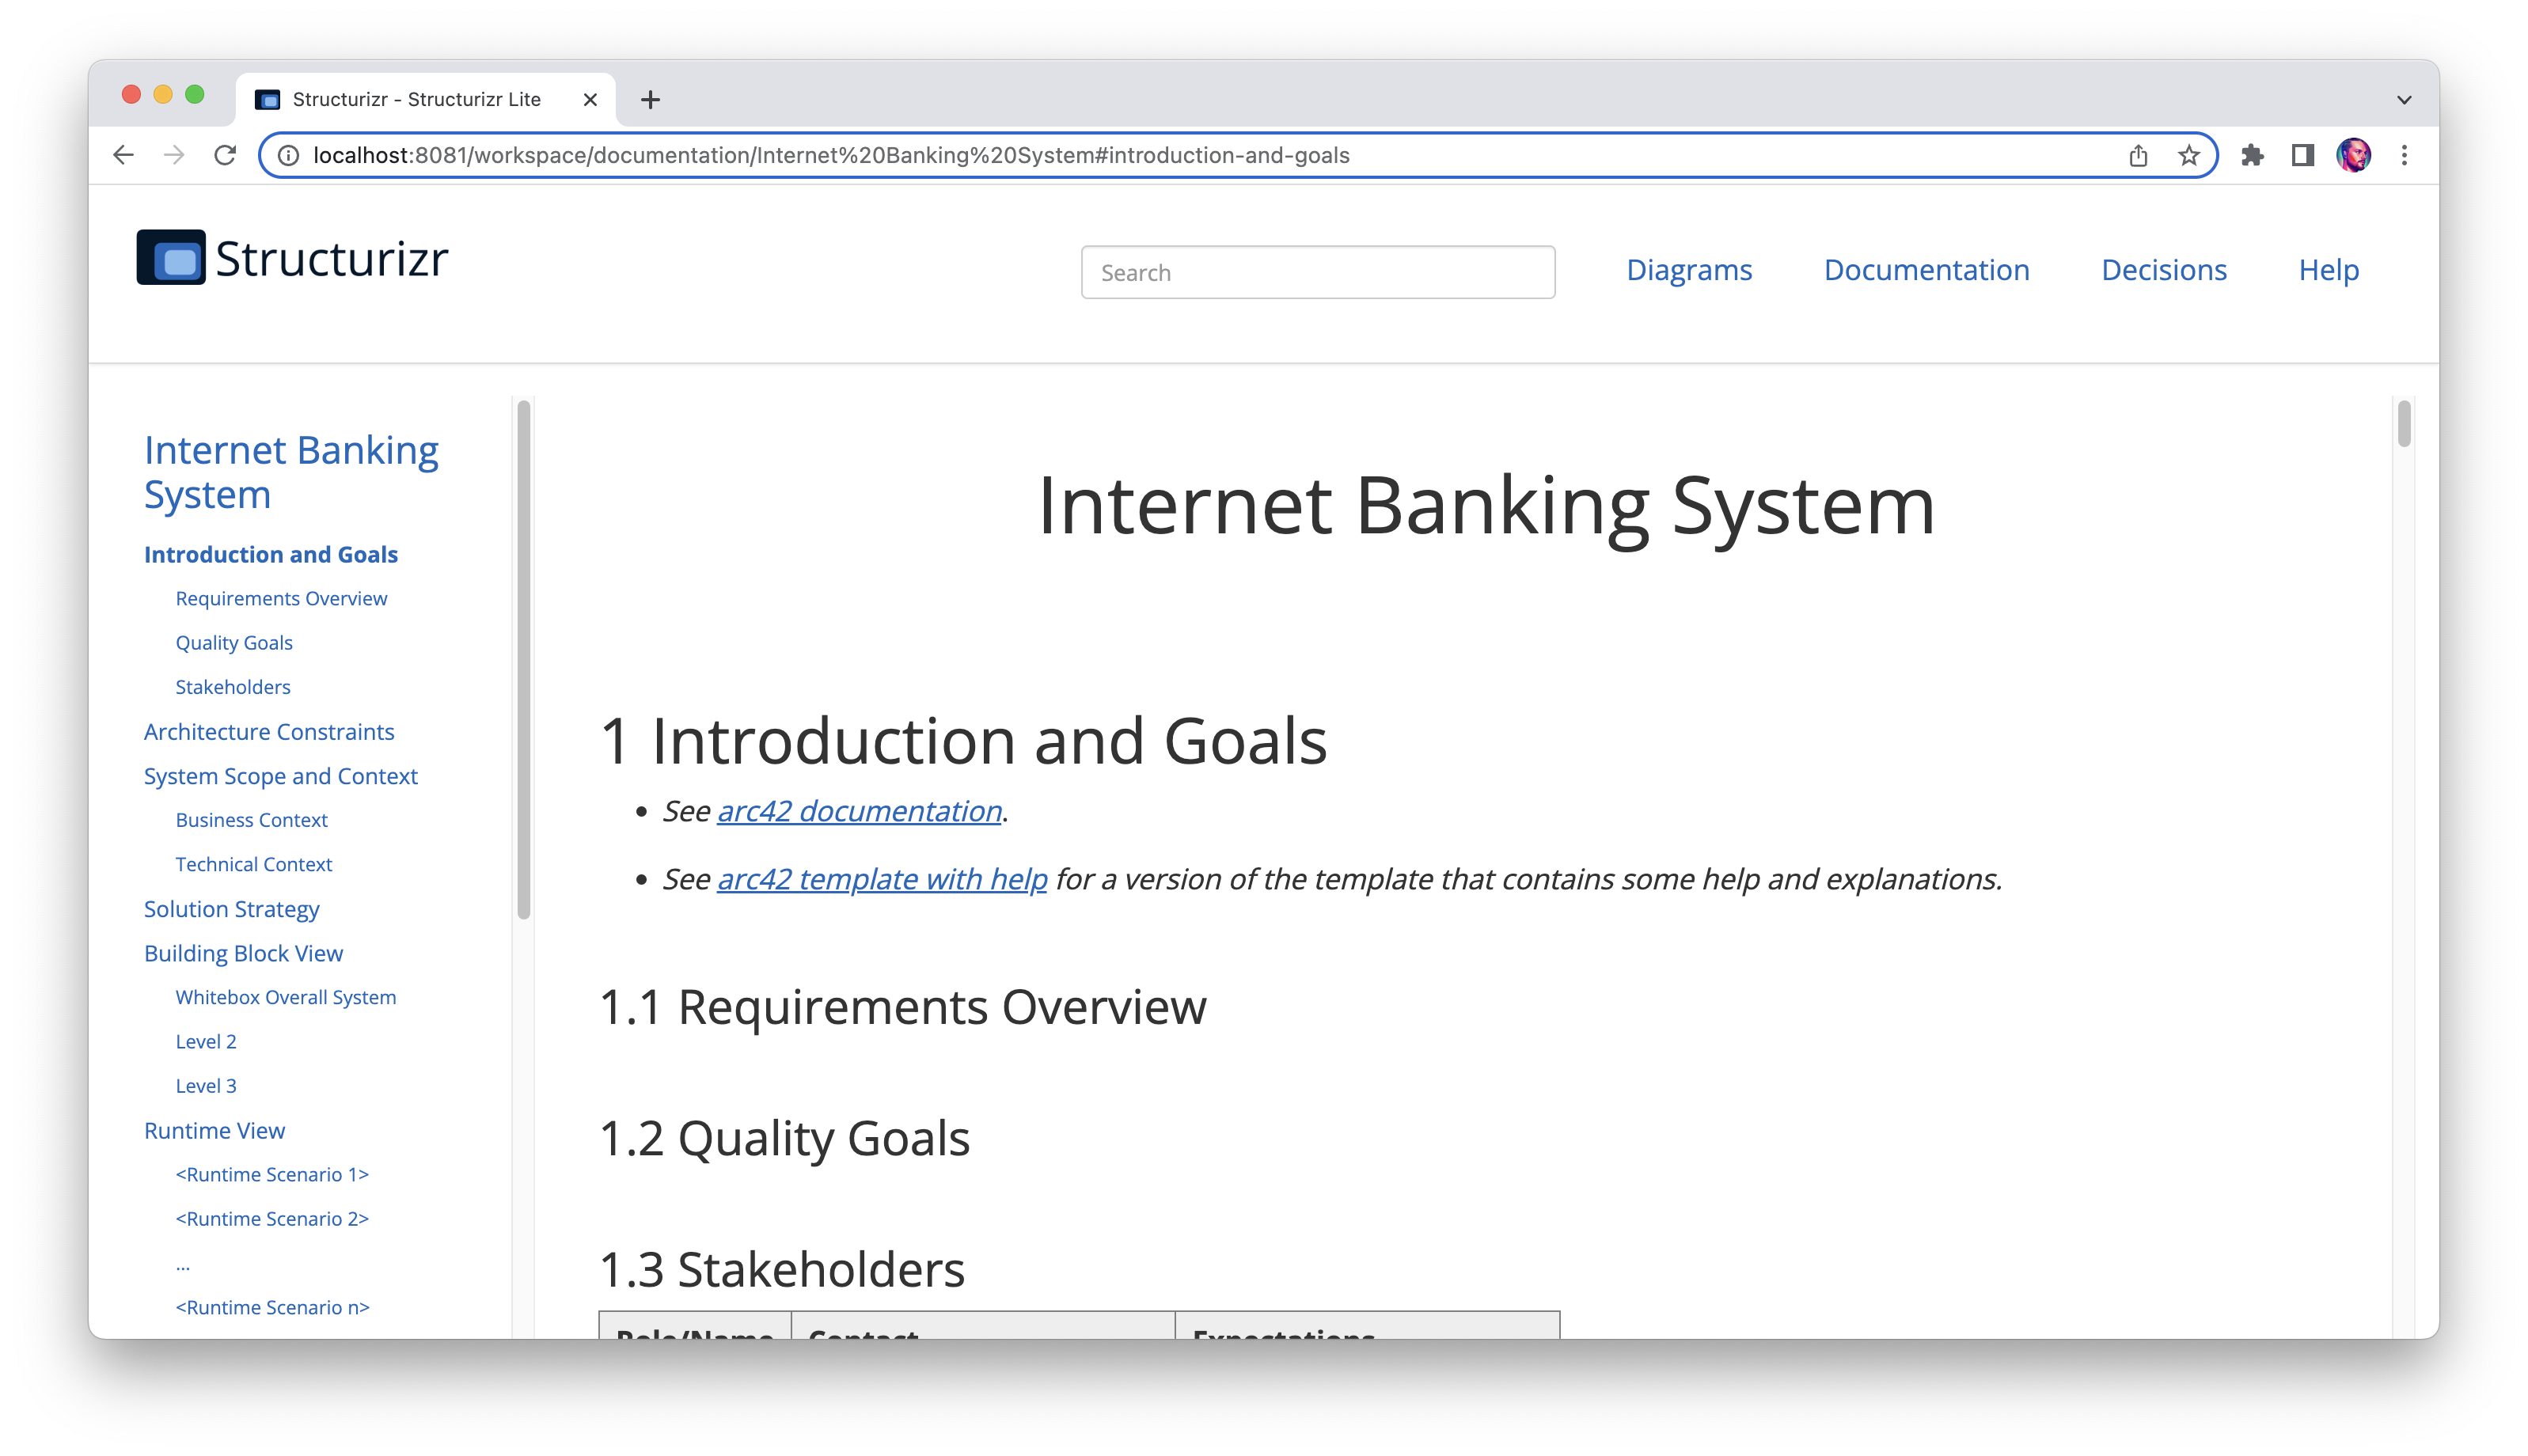 Structurizr - Structurizr Lite
localhost:8081/workspace/documentation/Internet%20Banking%20System#introduction-and-goals
Structurizr
Search
Diagrams
Documentation
Decisions
Help
Internet Banking
System
Introduction and Goals
Requirements Overview
Quality Goals
Stakeholders
Architecture Constraints
System Scope and Context
Business Context
Technical Context
Solution Strategy
Building Block View
Whitebox Overall System
Level 2
Level 3
Runtime View
<Runtime Scenario 1>
<Runtime Scenario 2>
...
<Runtime Scenario n>
Internet Banking System
1 Introduction and Goals
• See arc42 documentation.
• See arc42 template with help for a version of the template that contains some help and explanations.
1.1 Requirements Overview
1.2 Quality Goals
1.3 Stakeholders
Role/Name Contact Expectations